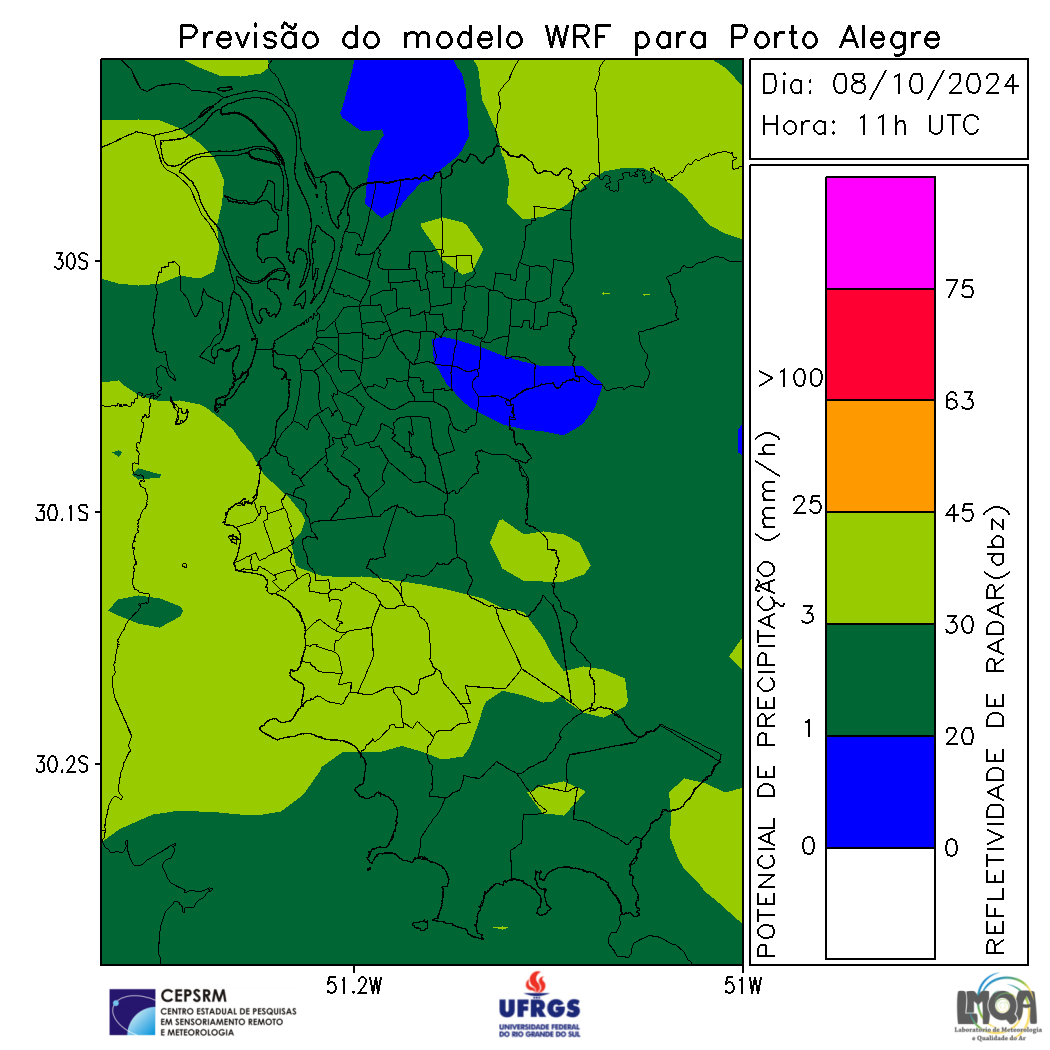 Previsão do modelo WRF para Porto Alegre
Dia: 08/10/2024
Hora: 11h UTC
30S
30.1S
30.2S
51.2W
51W
POTENCIAL DE PRECIPITAÇÃO (mm/h)
>100
25
3
1
0
75
63
45
30
20
0
REFLETIVIDADE DE RADAR(dbz)
CEPSRM
CENTRO ESTADUAL DE PESQUISAS
EM SENSORIAMENTO REMOTO
E METEOROLOGIA
UFRGS
UNIVERSIDADE FEDERAL
DO RIO GRANDE DO SUL
LMQA
Laboratório de Meteorologia
e Qualidade do Ar